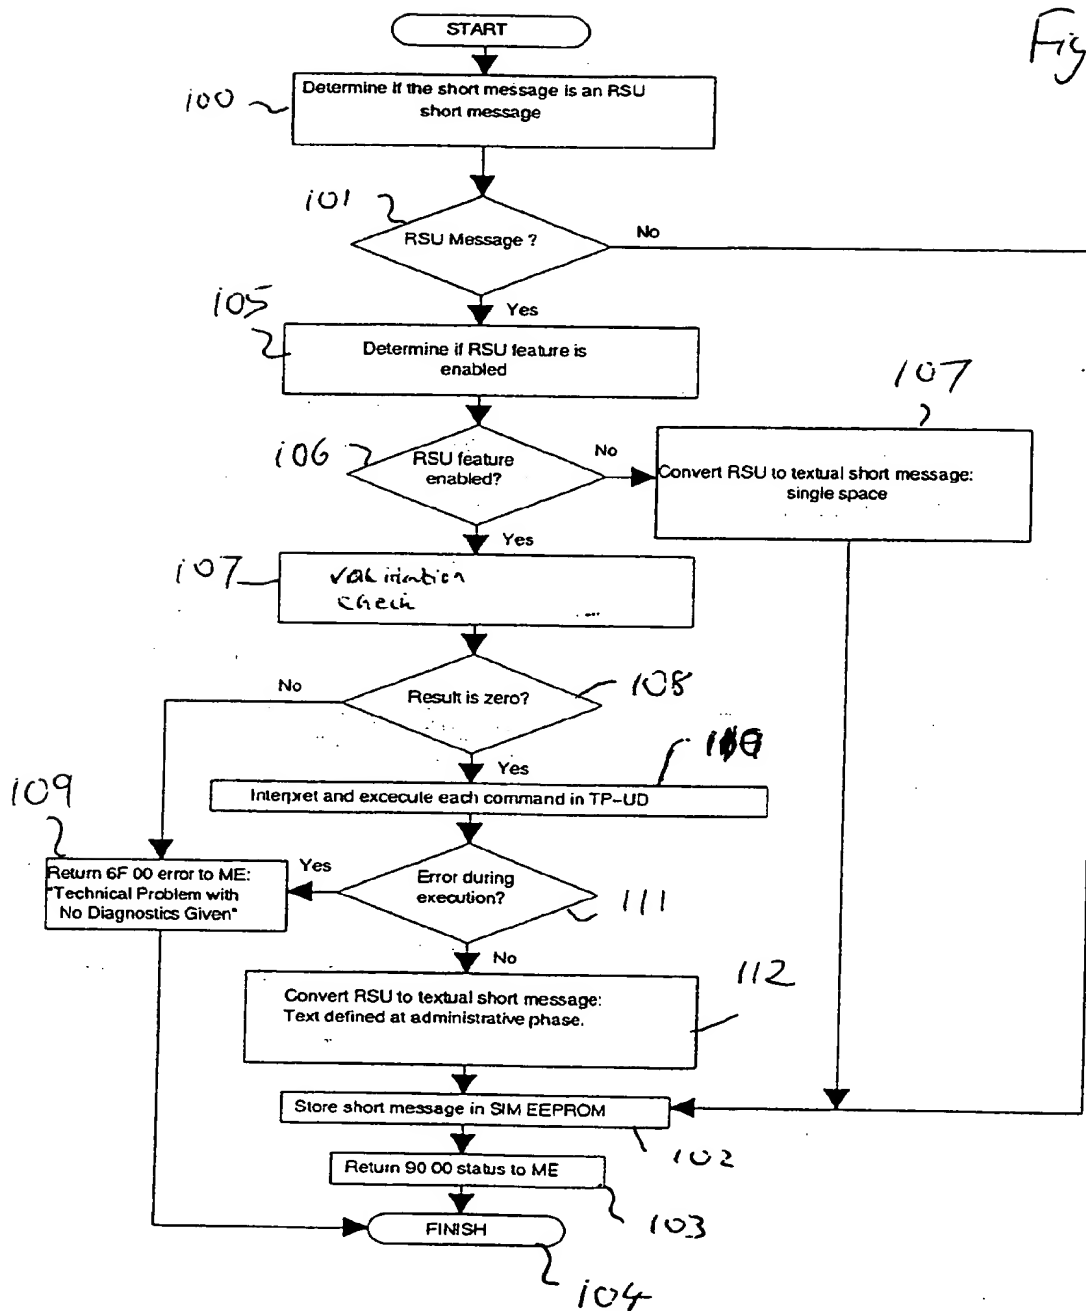 START
Fig
100
Determine if the short message is an RSU
short message
101
RSU Message ?
No
Yes
105
Determine if RSU feature is
enabled
107
106
RSU feature
enabled?
No
Convert RSU to textual short message:
single space
Yes
107
check
No
Result is zero?
108
Yes
109
Interpret and excecute each command in TP-UD
Return 6F 00 error to ME:
"Technical Problem with
No Diagnostics Given"
Yes
Error during
execution?
111
No
112
Convert RSU to textual short message:
Text defined at administrative phase.
Store short message in SIM EEPROM
102
Return 90 00 status to ME
103
FINISH
104